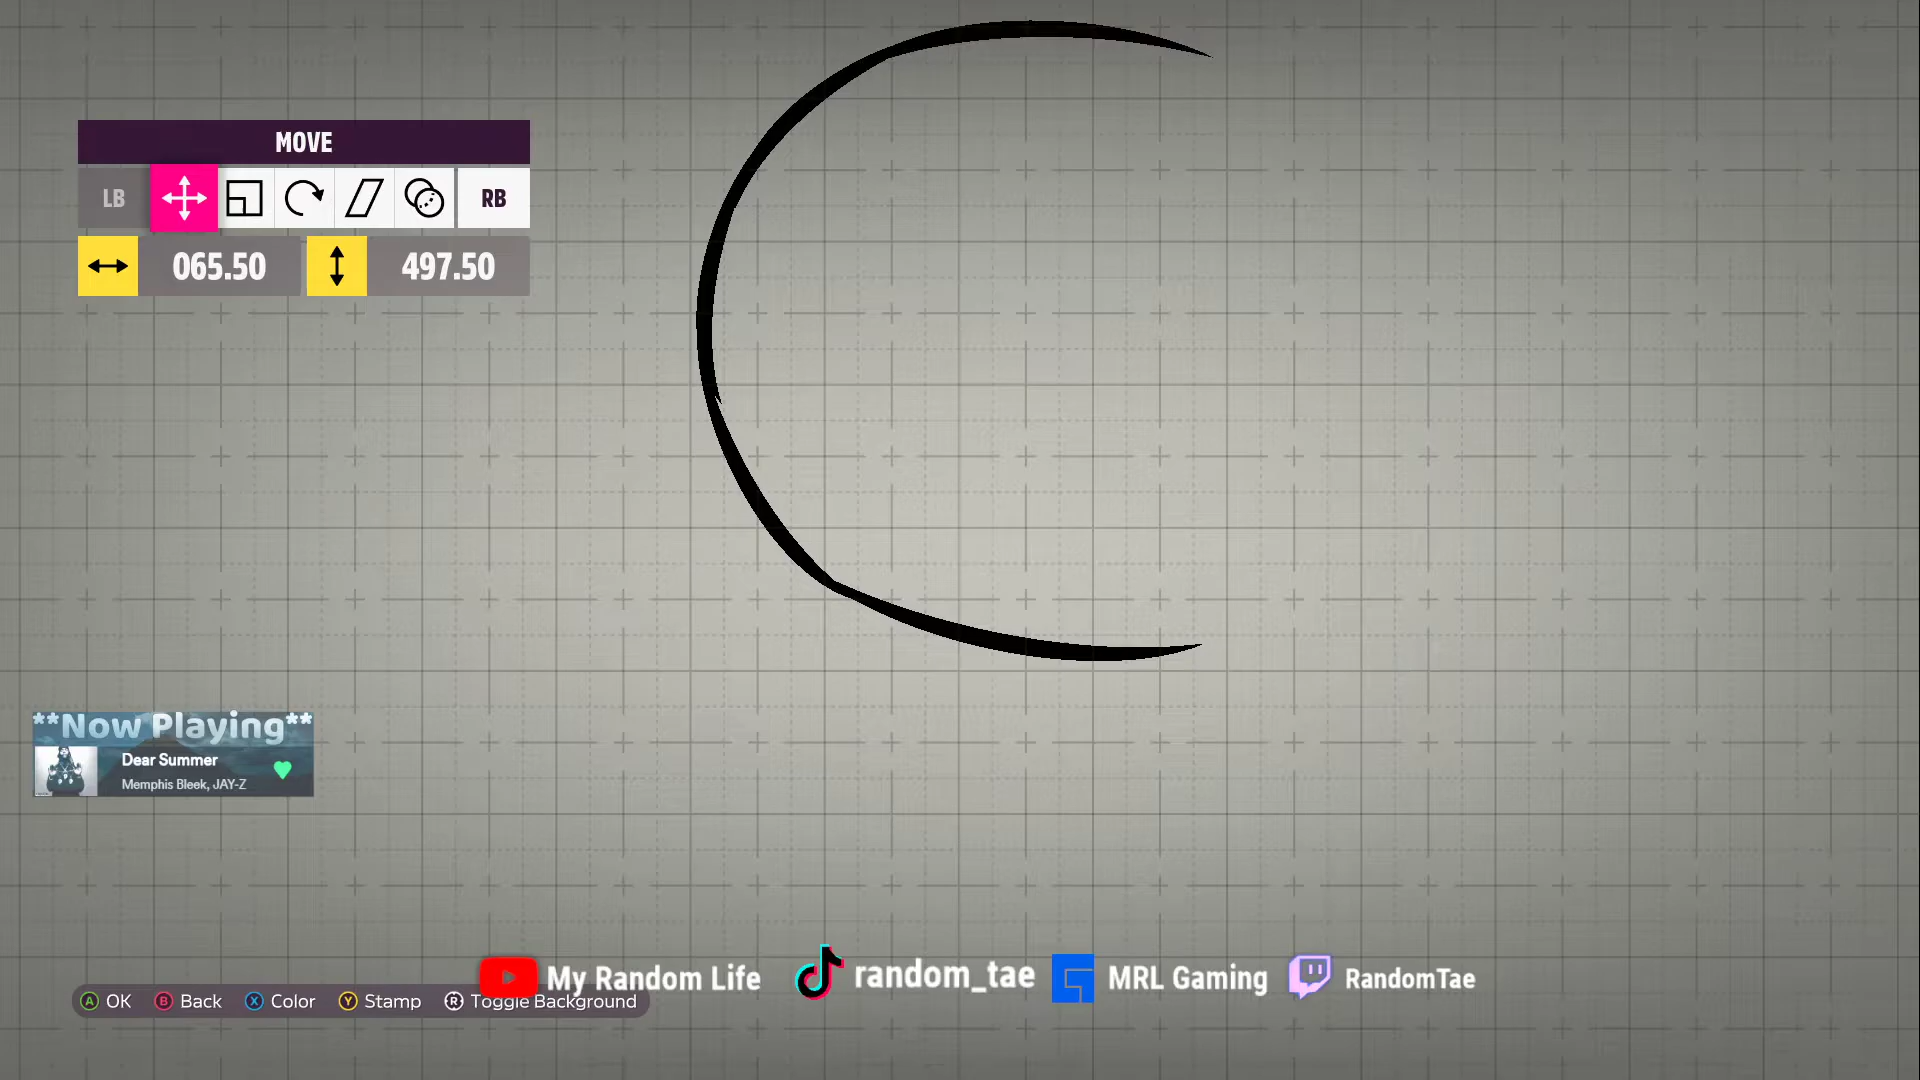 MOVE
LB
RB
065.50
497.50
**Now Playing**
Dear Summer
Memphis Bleek, JAY-Z
My Random Life
random_tae
MRL Gaming
RandomTae
A OK B Back X Color Y Stamp R Toggle Background